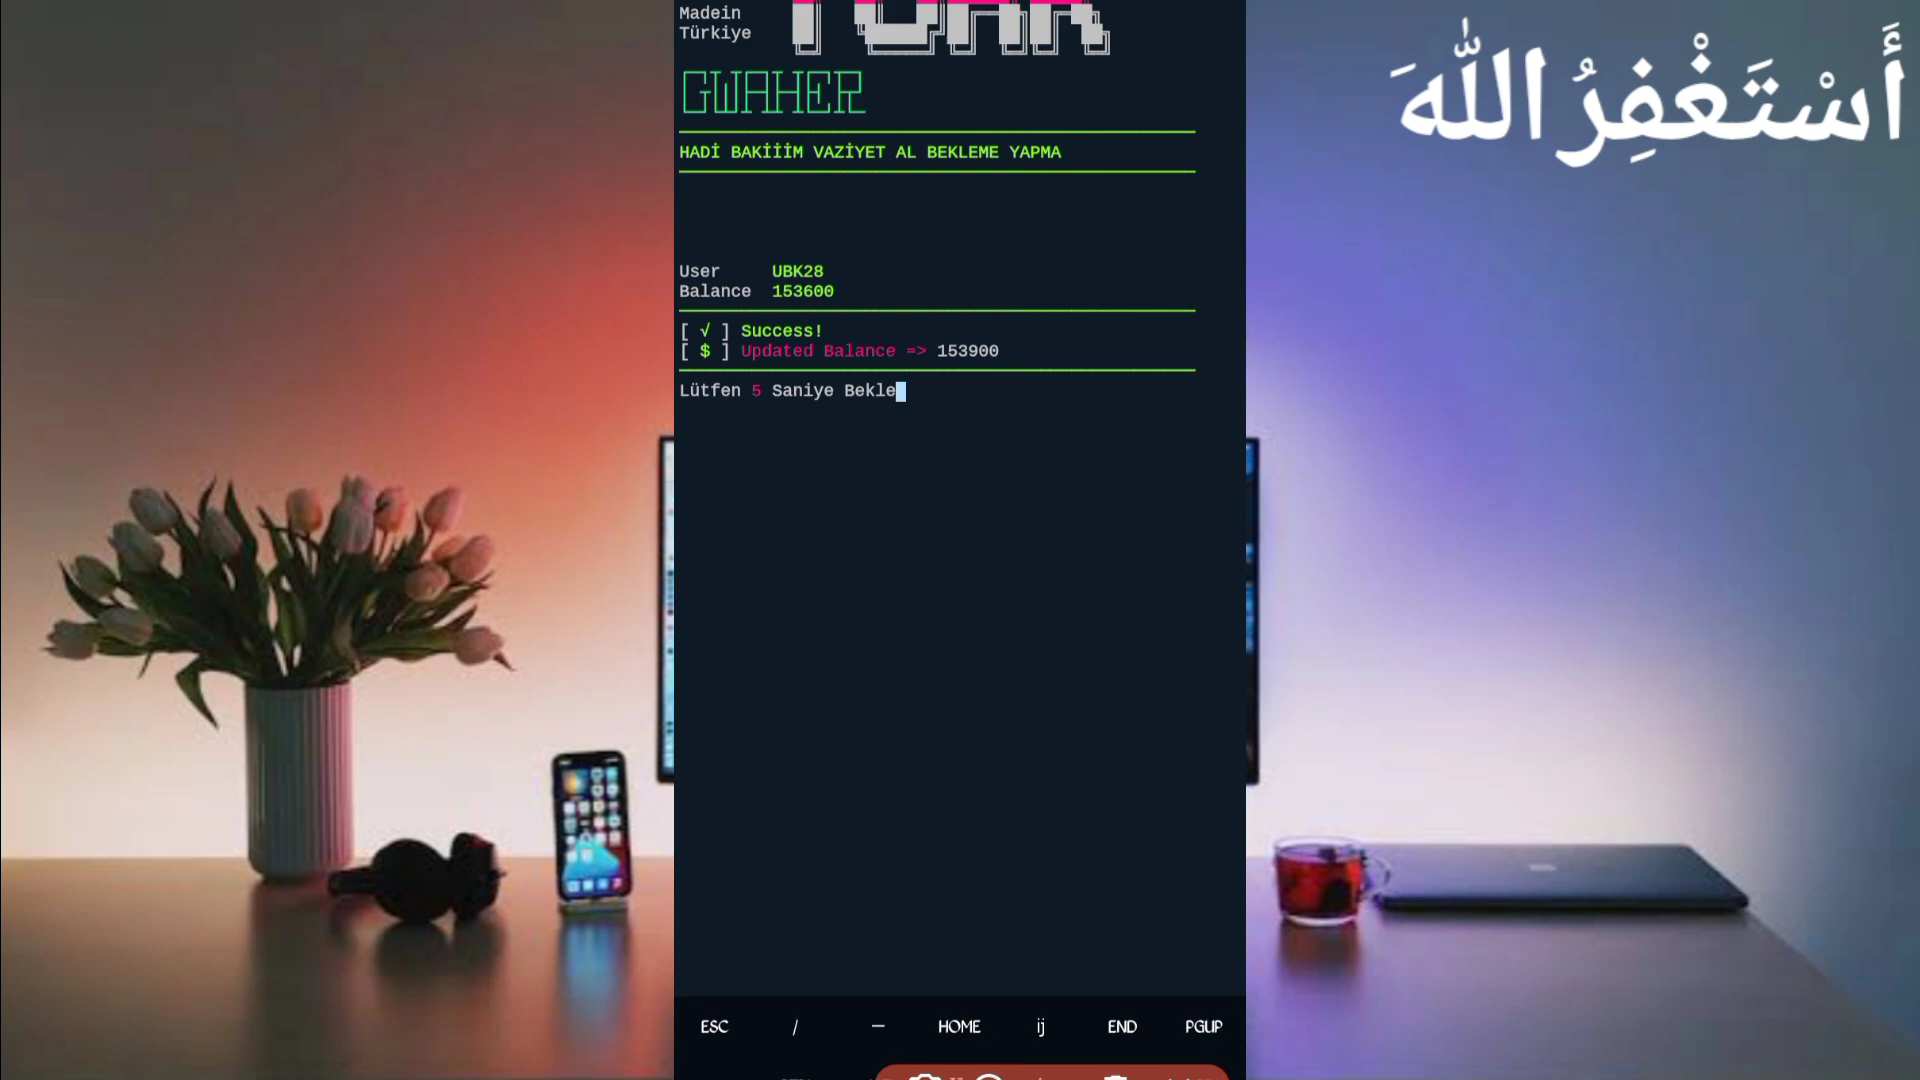 Madein
Türkiye
أَسْتَغْفِرُ اللّٰهَ
GWAHER
HADİ BAKİİİM VAZİYET AL BEKLEME YAPMA
User UBK28
Balance 153600
[ √ ] Success!
[ $ ] Updated Balance => 153900
Lütfen 5 Saniye Bekle
ESC / — HOME ij END PGUP